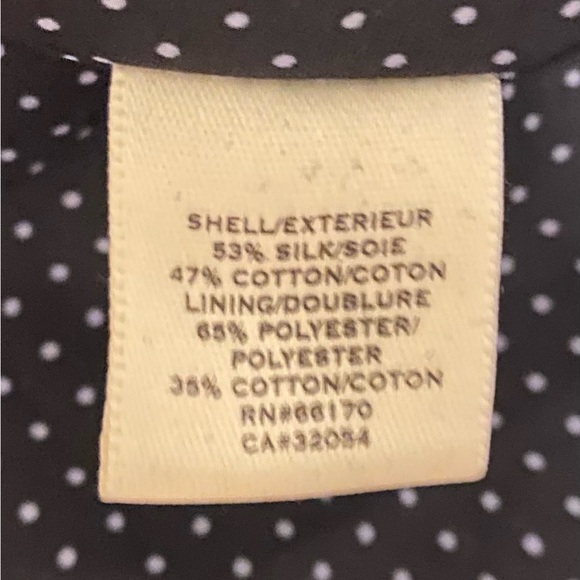 SHELL/EXTERIEUR
53% SILK/SOIE
47% COTTON/COTON
LINING/DOUBLURE
65% POLYESTER/
POLYESTER
35% COTTON/COTON
RN#66170
CA#32054